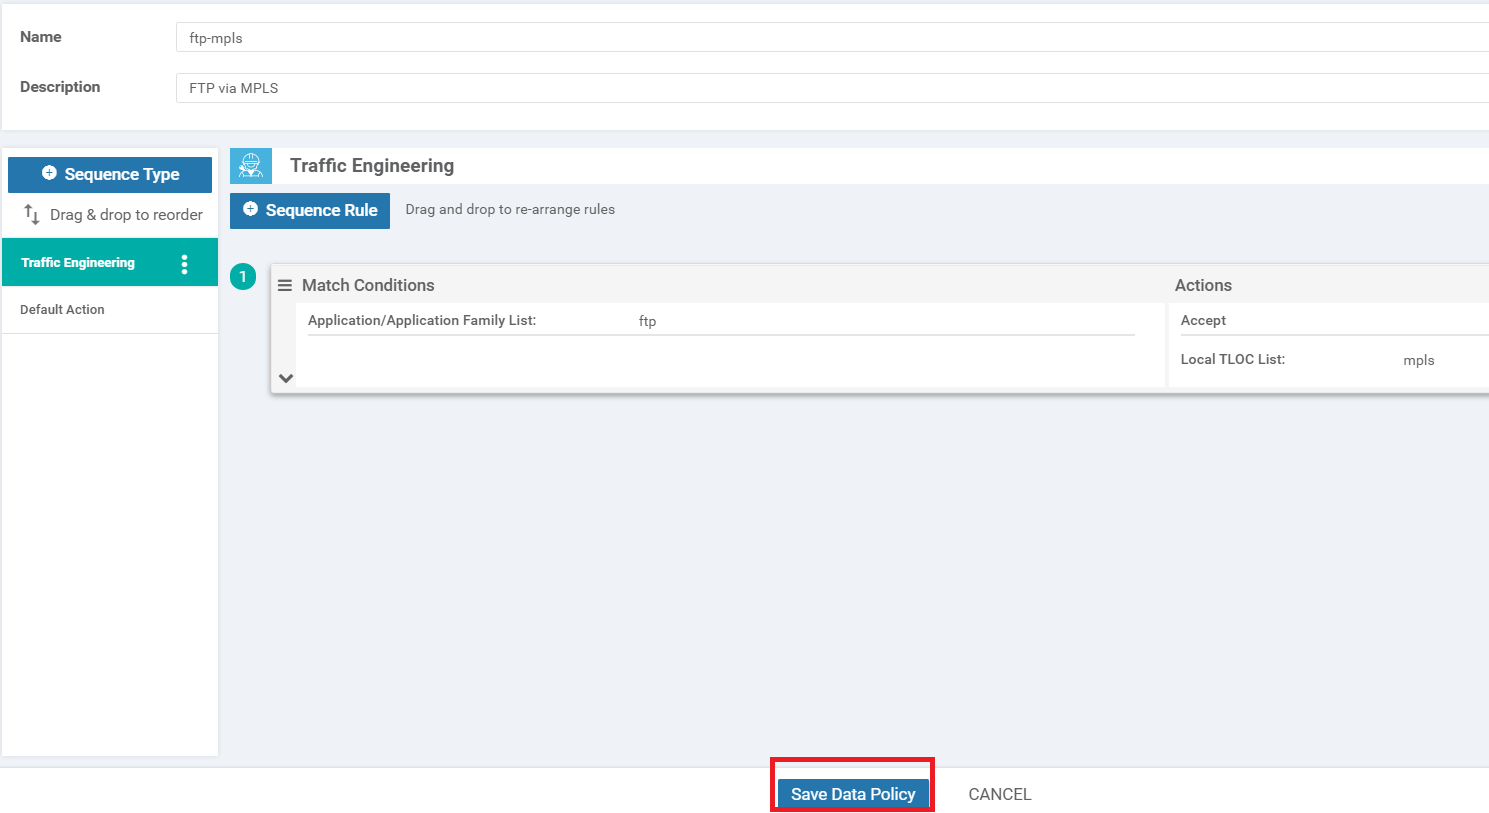 Name
ftp-mpls
Description
FTP via MPLS
Sequence Type
Drag & drop to reorder
Traffic Engineering
Default Action
Traffic Engineering
Sequence Rule
Drag and drop to re-arrange rules
1
Match Conditions
Actions
Application/Application Family List: ftp
Accept
Local TLOC List: mpls
Save Data Policy
CANCEL